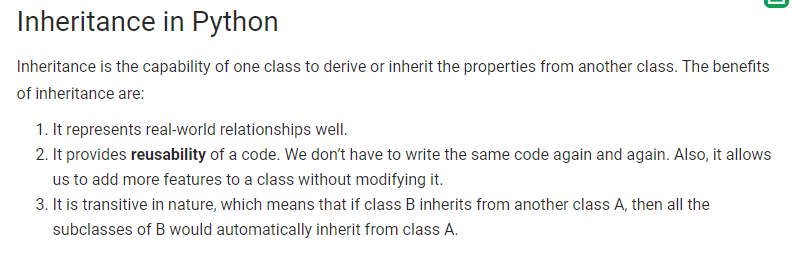 Inheritance in Python
Inheritance is the capability of one class to derive or inherit the properties from another class. The benefits
of inheritance are:
1. It represents real-world relationships well.
2. It provides reusability of a code. We don't have to write the same code again and again. Also, it allows
us to add more features to a class without modifying it.
3. It is transitive in nature, which means that if class B inherits from another class A, then all the
subclasses of B would automatically inherit from class A.